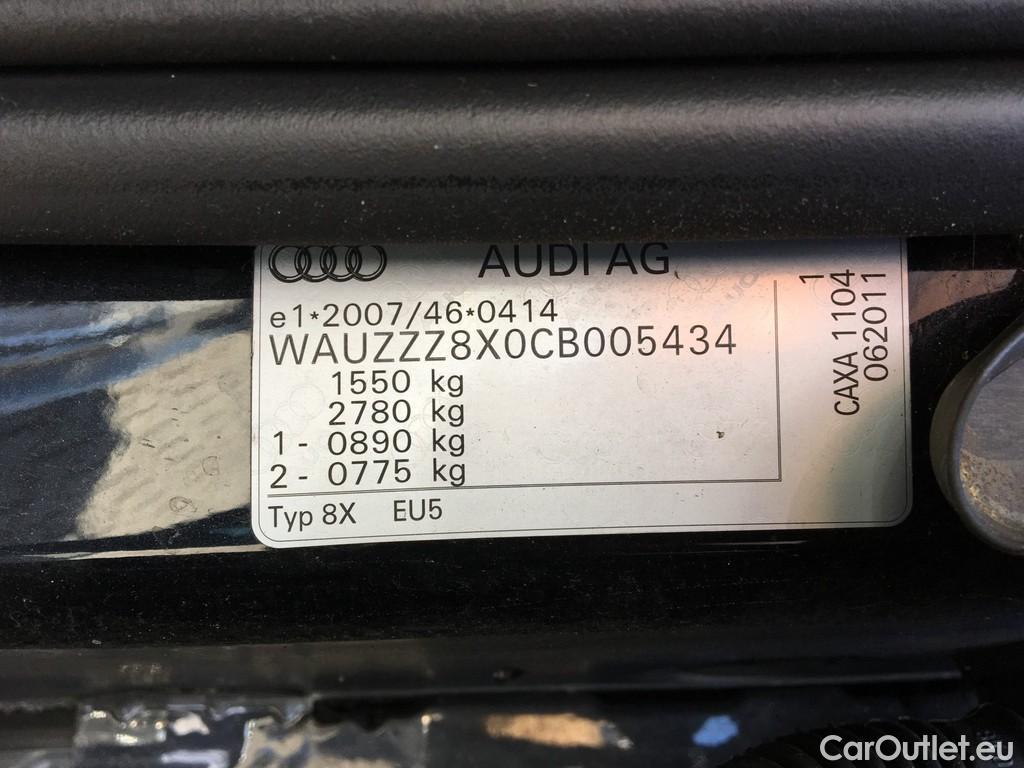 AUDI AG
e1*2007/46*0414
WAUZZZ8X0CB005434
1550 kg
2780 kg
1 - 0890 kg
2 - 0775 kg
Typ 8X EU5
1
CAXA 1104
062011
CarOutlet.eu